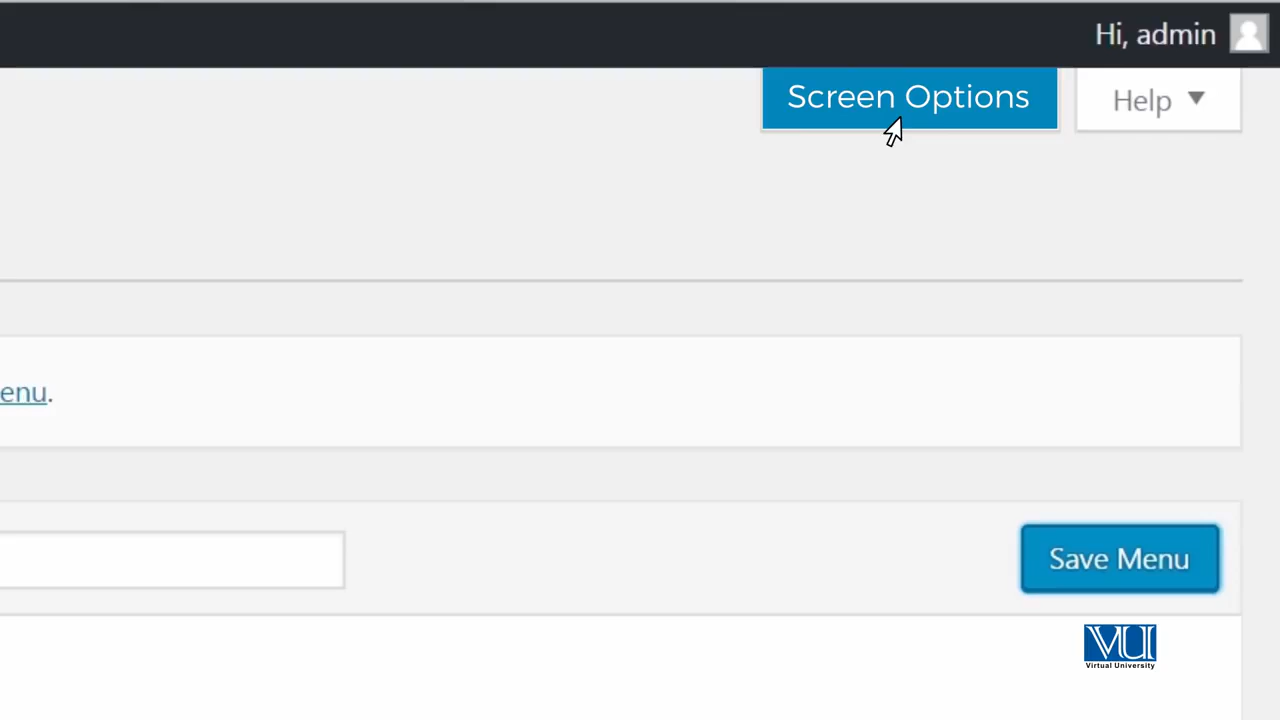 Hi, admin
Screen Options
Help
enu.
Save Menu
VU
Virtual University